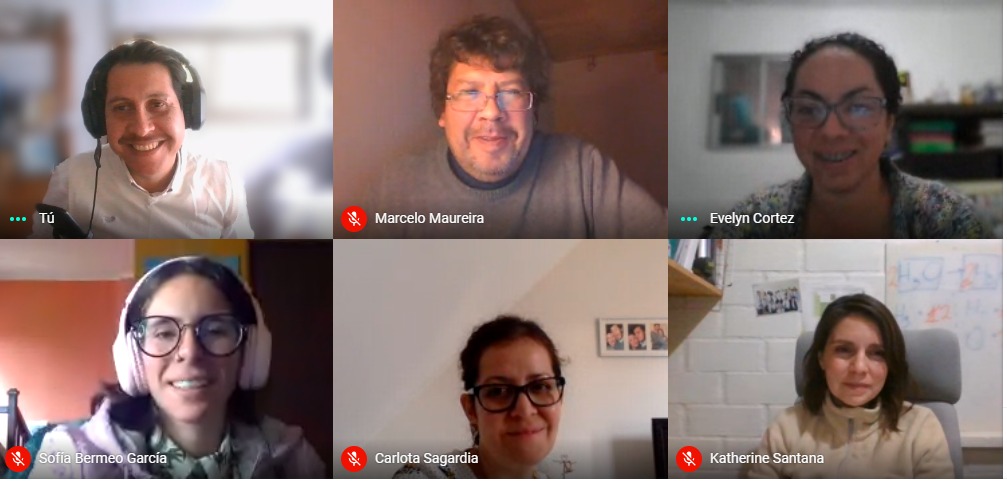 Tú
Marcelo Maureira
Evelyn Cortez
Sofía Bermeo García
Carlota Sagardia
Katherine Santana